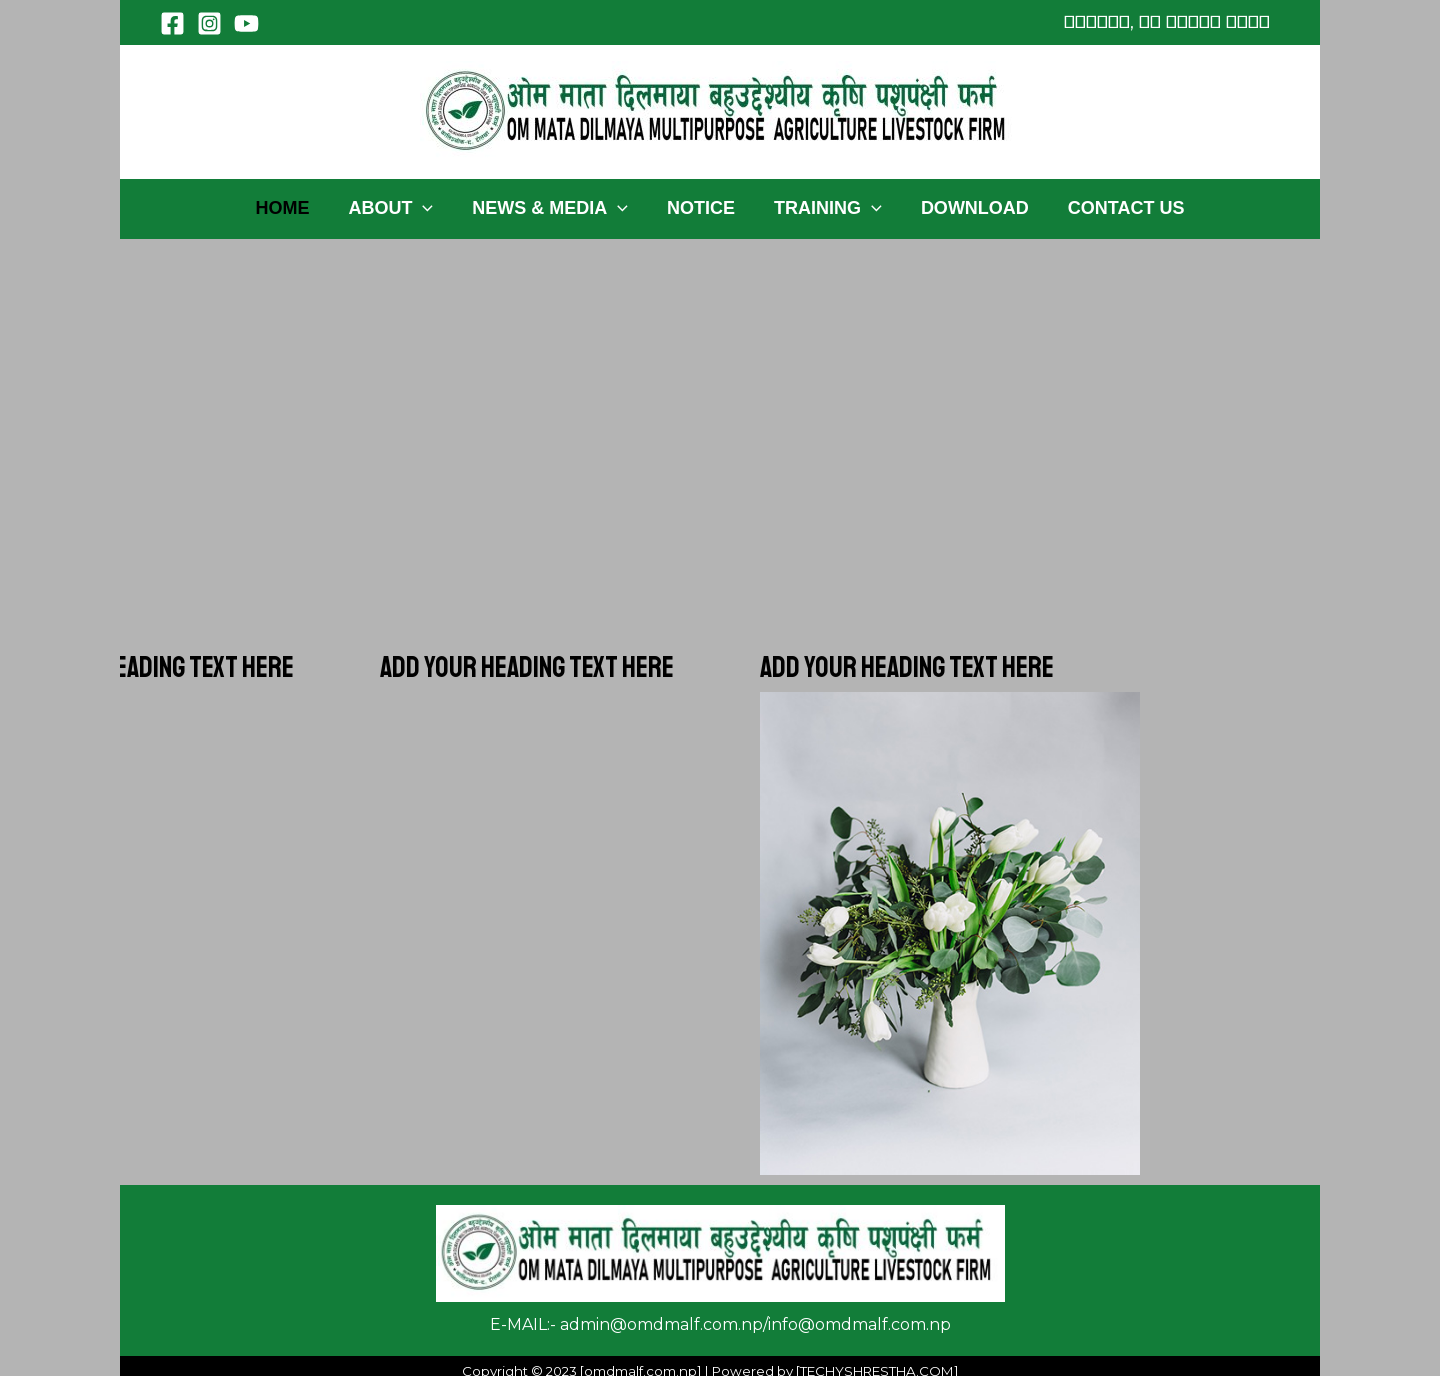 ओम माता दिलमाया बहुउद्देश्यीय कृषि पशुपंक्षी फर्म
OM MATA DILMAYA MULTIPURPOSE AGRICULTURE LIVESTOCK FIRM
HOME ABOUT NEWS & MEDIA NOTICE TRAINING DOWNLOAD CONTACT US
EADING TEXT HERE ADD YOUR HEADING TEXT HERE ADD YOUR HEADING TEXT HERE
ओम माता दिलमाया बहुउद्देश्यीय कृषि पशुपंक्षी फर्म
OM MATA DILMAYA MULTIPURPOSE AGRICULTURE LIVESTOCK FIRM
E-MAIL:- admin@omdmalf.com.np/info@omdmalf.com.np
Copyright © 2023 [omdmalf.com.np] | Powered by [TECHYSHRESTHA.COM]